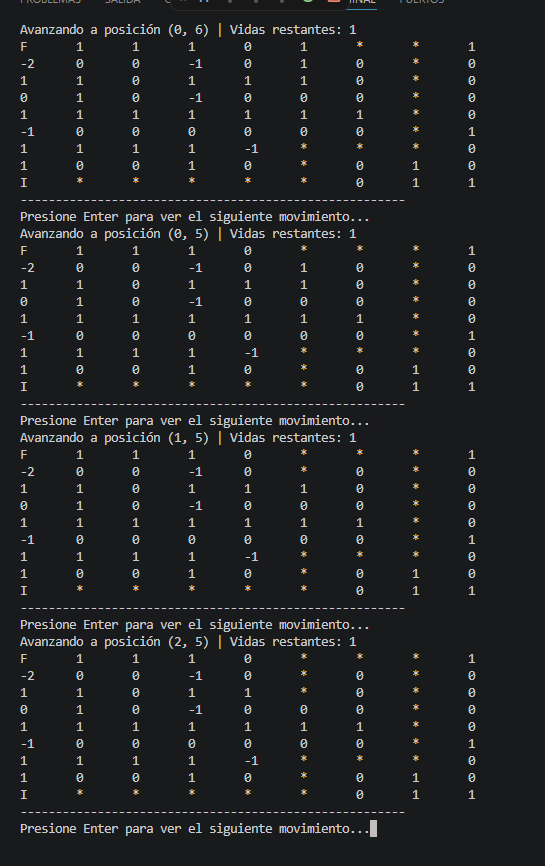 PROBLEMAS SALIDA PUERTOS
Avanzando a posición (0, 6) | Vidas restantes: 1
F 1 1 1 0 1 * * 1
-2 0 0 -1 0 1 0 * 0
1 1 0 1 1 1 0 * 0
0 1 0 -1 0 0 0 * 0
1 1 1 1 1 1 1 * 0
-1 0 0 0 0 0 0 * 1
1 1 1 1 -1 * * * 0
1 0 0 1 0 * 0 1 0
I * * * * * 0 1 1
-------------------------------------------------------
Presione Enter para ver el siguiente movimiento...
Avanzando a posición (0, 5) | Vidas restantes: 1
F 1 1 1 0 * * * 1
-2 0 0 -1 0 1 0 * 0
1 1 0 1 1 1 0 * 0
0 1 0 -1 0 0 0 * 0
1 1 1 1 1 1 1 * 0
-1 0 0 0 0 0 0 * 1
1 1 1 1 -1 * * * 0
1 0 0 1 0 * 0 1 0
I * * * * * 0 1 1
-------------------------------------------------------
Presione Enter para ver el siguiente movimiento...
Avanzando a posición (1, 5) | Vidas restantes: 1
F 1 1 1 0 * * * 1
-2 0 0 -1 0 * 0 * 0
1 1 0 1 1 1 0 * 0
0 1 0 -1 0 0 0 * 0
1 1 1 1 1 1 1 * 0
-1 0 0 0 0 0 0 * 1
1 1 1 1 -1 * * * 0
1 0 0 1 0 * 0 1 0
I * * * * * 0 1 1
-------------------------------------------------------
Presione Enter para ver el siguiente movimiento...
Avanzando a posición (2, 5) | Vidas restantes: 1
F 1 1 1 0 * * * 1
-2 0 0 -1 0 * 0 * 0
1 1 0 1 1 * 0 * 0
0 1 0 -1 0 0 0 * 0
1 1 1 1 1 1 1 * 0
-1 0 0 0 0 0 0 * 1
1 1 1 1 -1 * * * 0
1 0 0 1 0 * 0 1 0
I * * * * * 0 1 1
-------------------------------------------------------
Presione Enter para ver el siguiente movimiento...